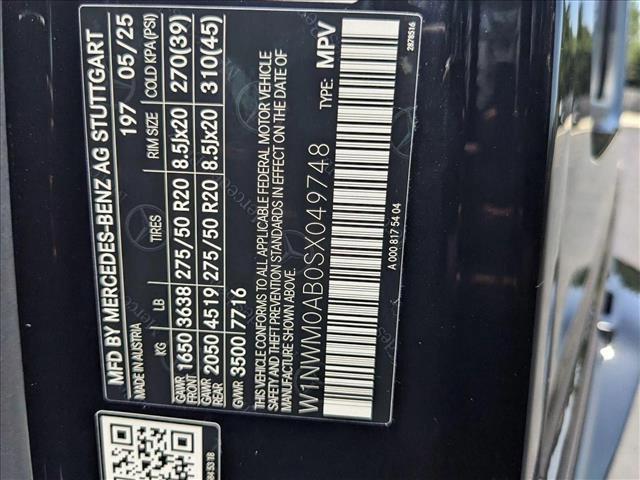 MFD BY MERCEDES-BENZ AG STUTTGART
MADE IN AUSTRIA 197 05/25
KG LB TIRES RIM SIZE COLD KPA(PSI)
GAWR FRONT 1650/3638 275/50 R20 8.5Jx20 270(39)
GAWR REAR 2050/4519 275/50 R20 8.5Jx20 310(45)
GVWR 3500/7716
THIS VEHICLE CONFORMS TO ALL APPLICABLE FEDERAL MOTOR VEHICLE
SAFETY AND THEFT PREVENTION STANDARDS IN EFFECT ON THE DATE OF
MANUFACTURE SHOWN ABOVE.
W1NWM0AB0SX049748 TYPE: MPV
A 000 817 54 04 2878516